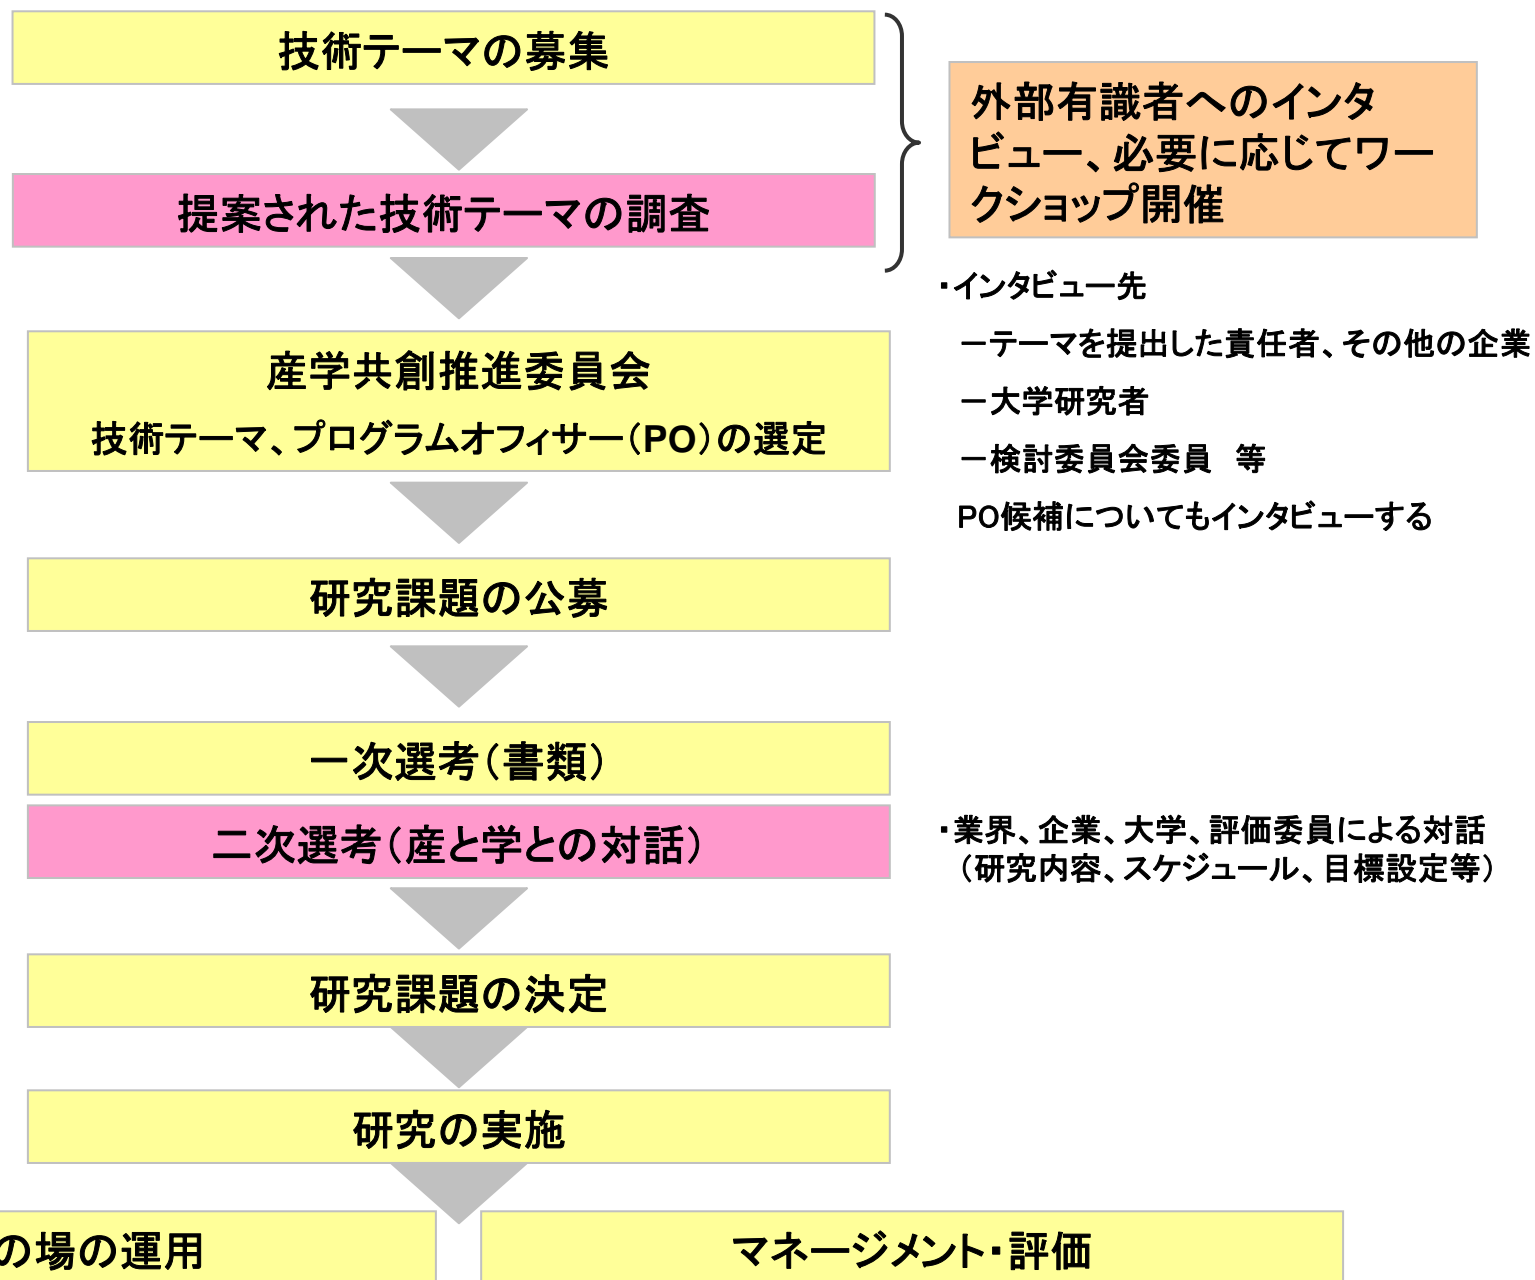 技術テーマの募集
提案された技術テーマの調査
外部有識者へのインタ
ビュー、必要に応じてワー
クショップ開催
・インタビュー先
－テーマを提出した責任者、その他の企業
－大学研究者
－検討委員会委員　等
PO候補についてもインタビューする
産学共創推進委員会
技術テーマ、プログラムオフィサー（PO）の選定
研究課題の公募
一次選考（書類）
二次選考（産と学との対話）
・業界、企業、大学、評価委員による対話
（研究内容、スケジュール、目標設定等）
研究課題の決定
研究の実施
の場の運用
マネージメント・評価